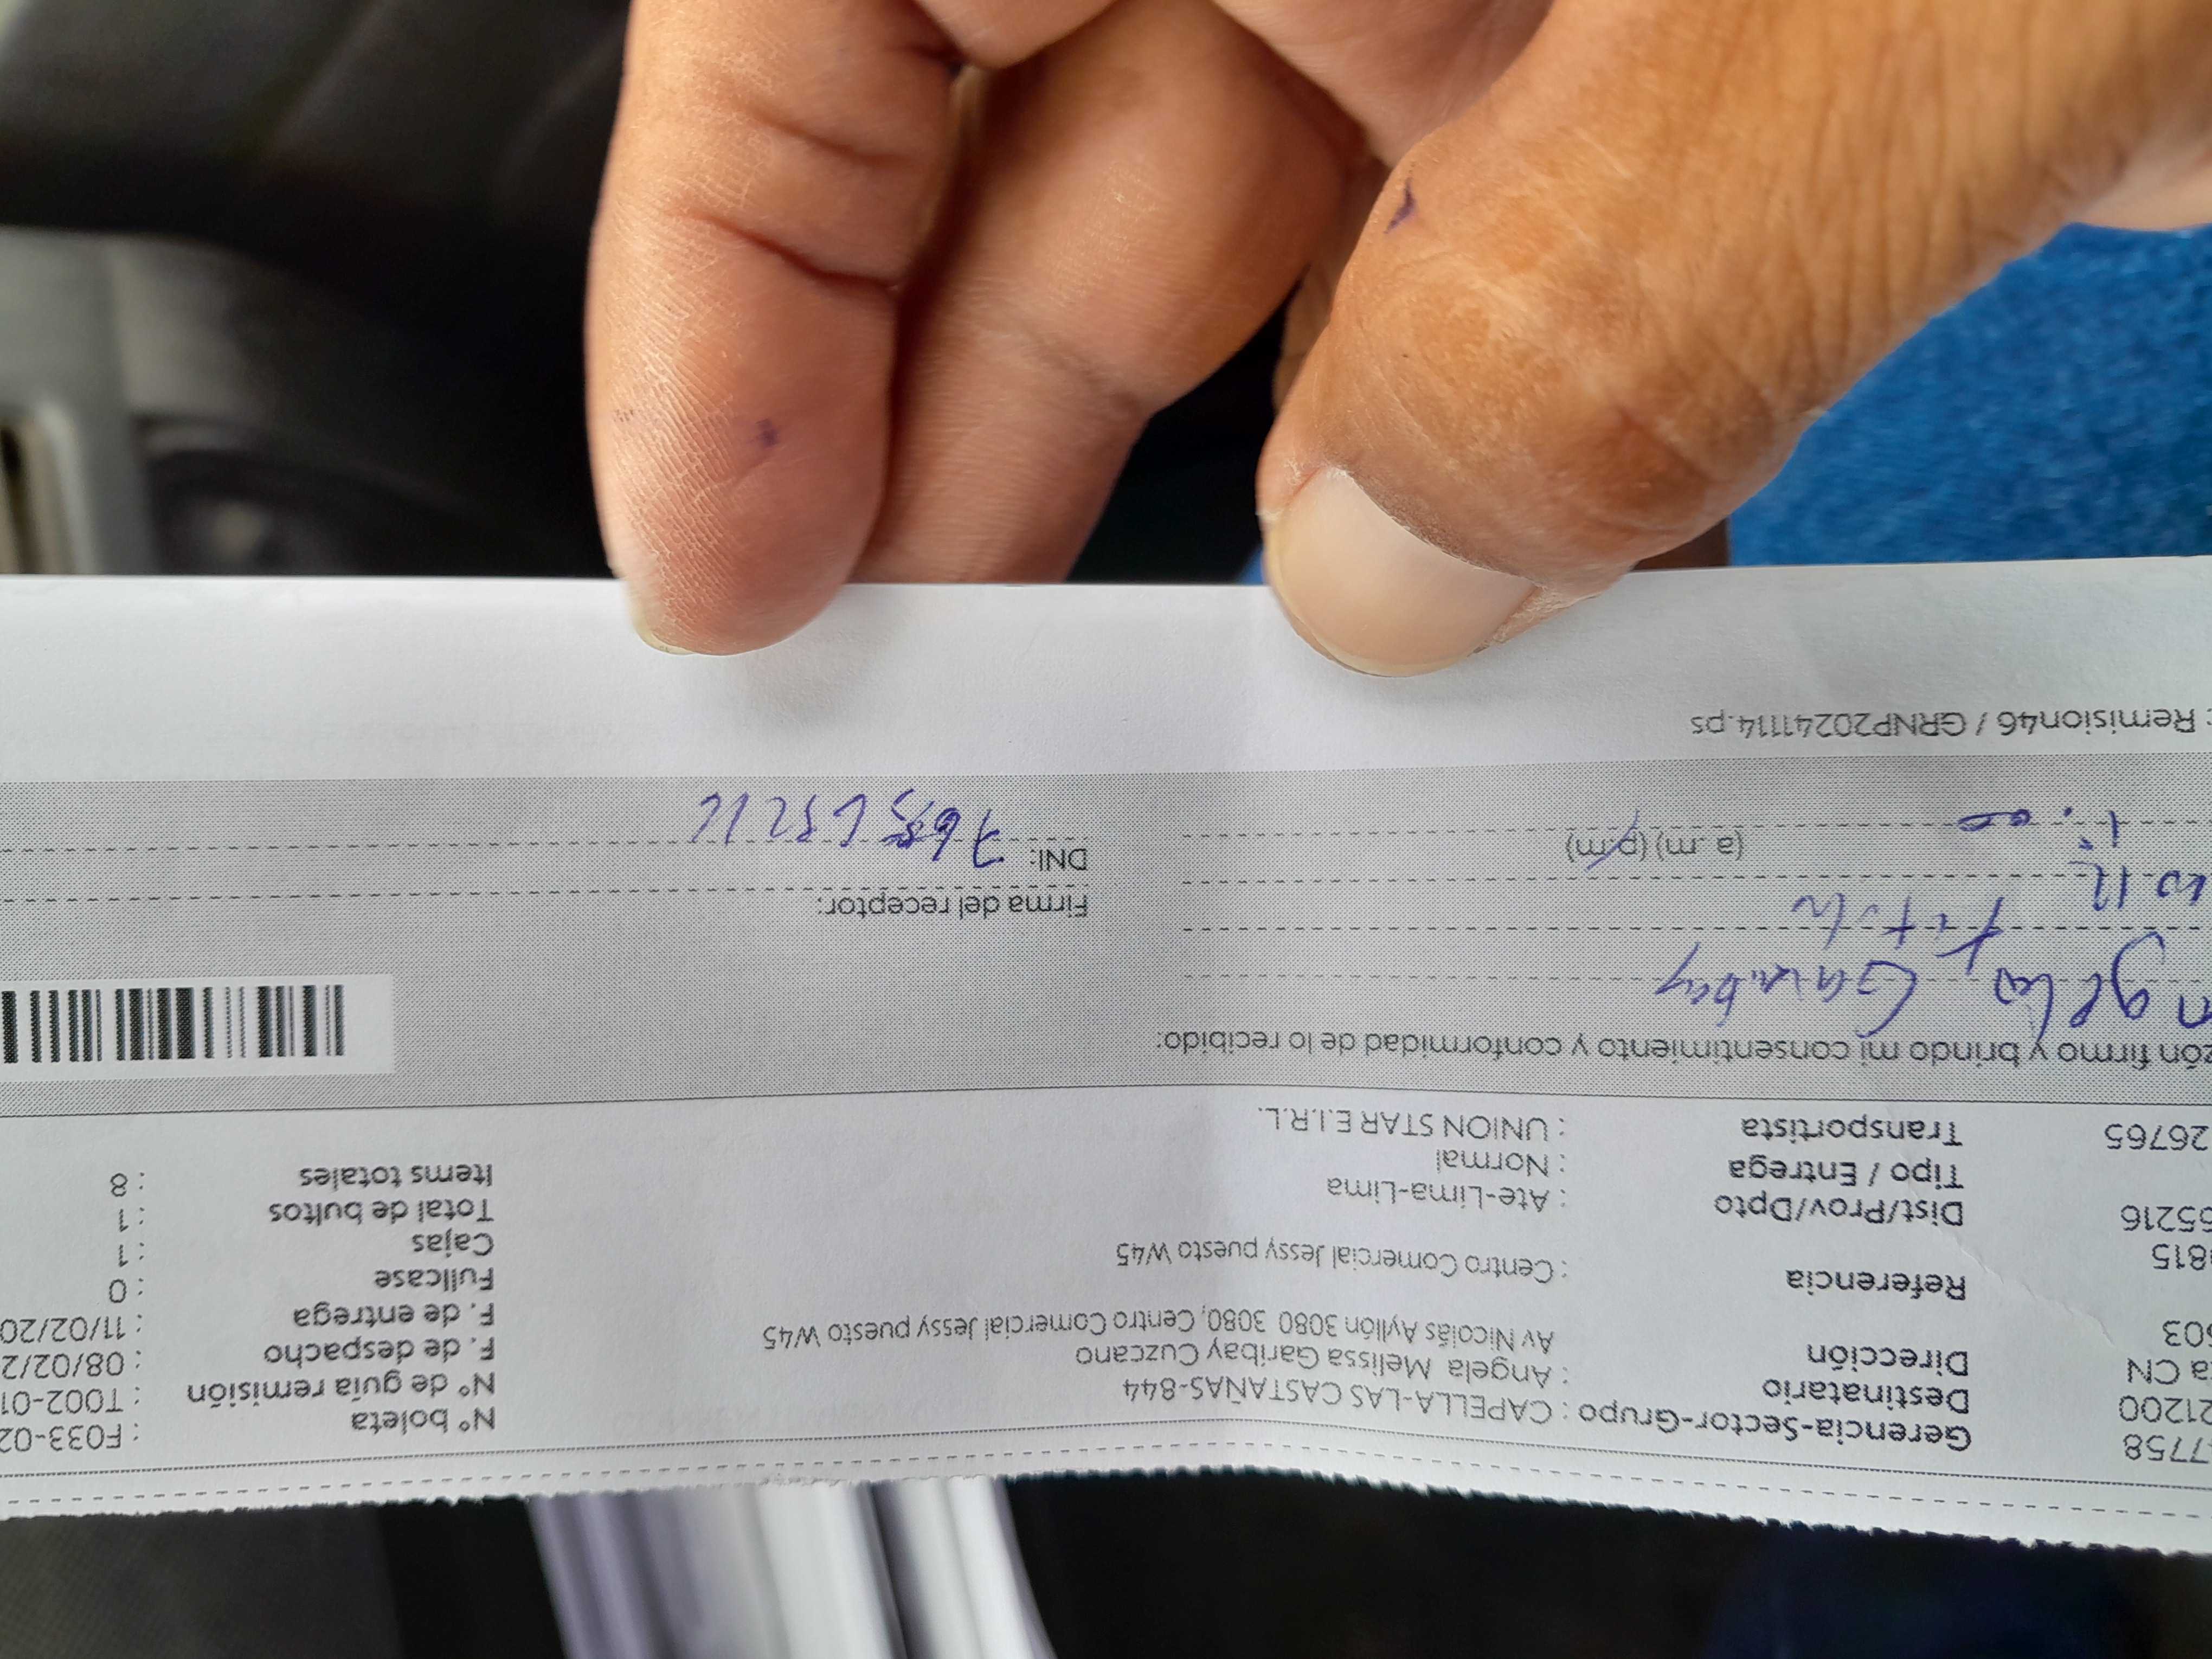 7758
Gerencia-Sector-Grupo : CAPELLA-LAS CASTAÑAS-844
Nº boleta : F033-02
21200
Destinatario : Angela Melissa Garibay Cuzcano
Nº de guía remisión : T002-01
a CN
Dirección
Av Nicolás Ayllón 3080 3080, Centro Comercial Jessy puesto W45
F. de despacho : 08/02/2
603
F. de entrega : 11/02/20
Referencia : Centro Comercial Jessy puesto W45
Fullcase : 0
815
Cajas : 1
55216
Dist/Prov/Dpto : Ate-Lima-Lima
Total de bultos : 1
Tipo / Entrega : Normal
Items totales : 8
26765
Transportista : UNION STAR E.I.R.L.
zón firmo y brindo mi consentimiento y conformidad de lo recibido:
ngela Garibay
Titular
Firma del receptor:
(a .m) (p.m)
DNI:
: Remision46 / GRNP20241114.ps